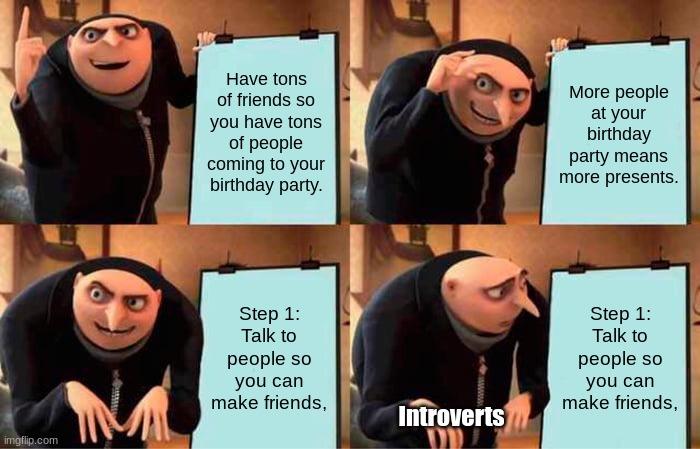 Have tons
of friends so
you have tons
of people
coming to your
birthday party.
More people
at your
birthday
party means
more presents.
Step 1:
Talk to
people so
you can
make friends,
Step 1:
Talk to
people so
you can
make friends,
Introverts
imgflip.com